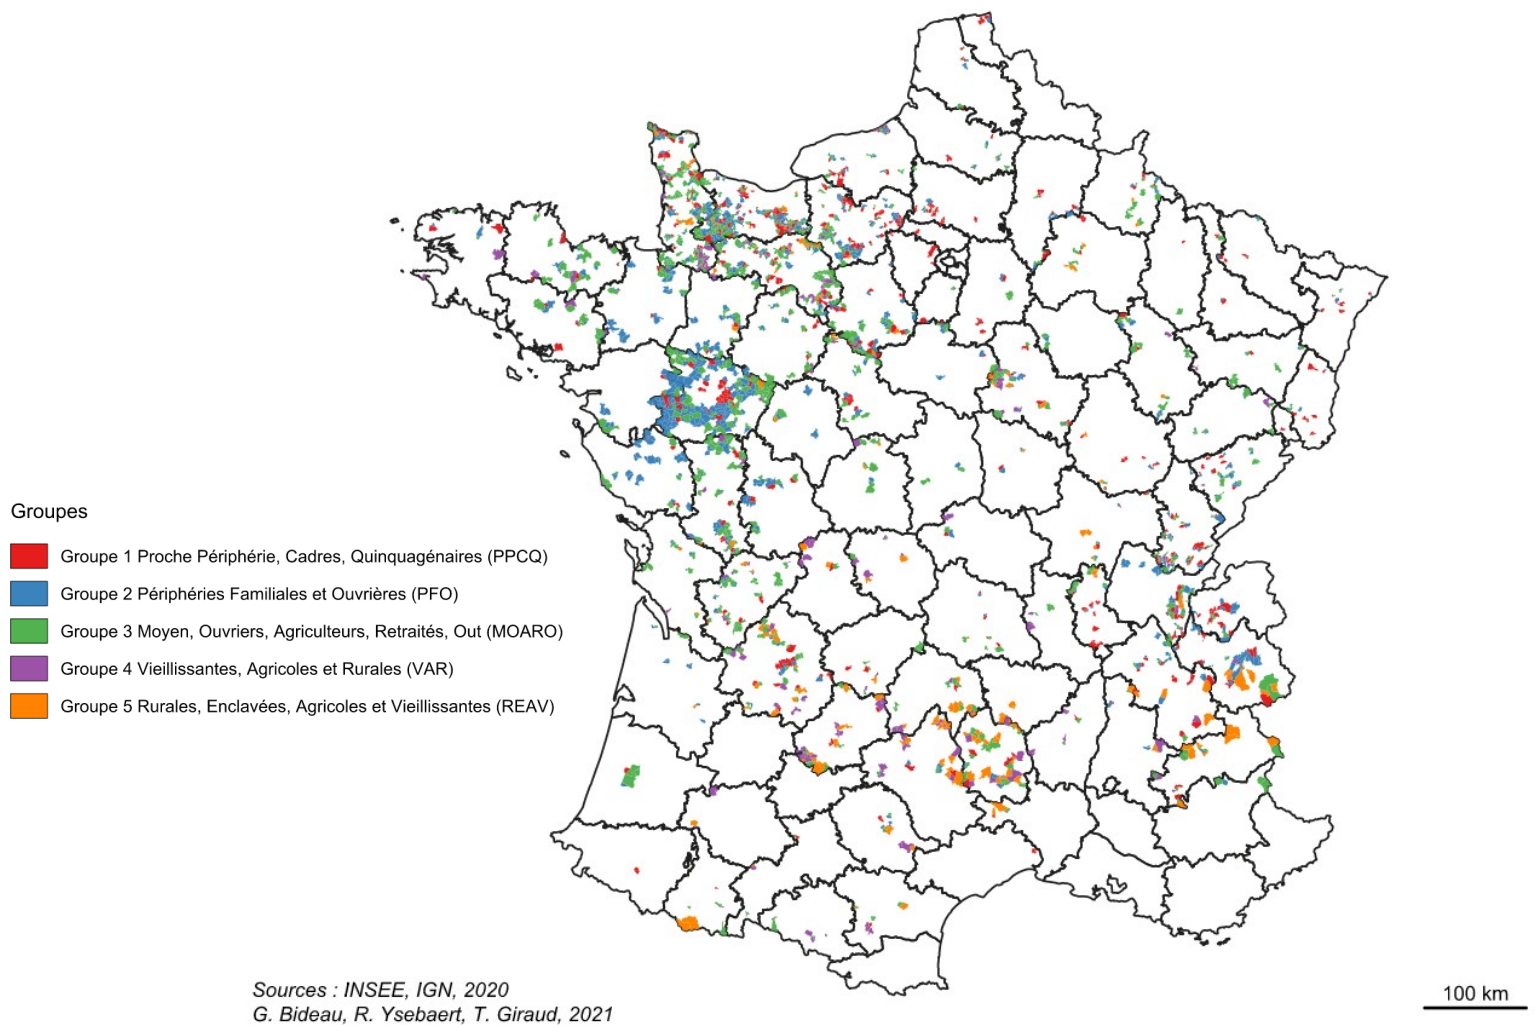 Groupes
Groupe 1 Proche Périphérie, Cadres, Quinquagénaires (PPCQ)
Groupe 2 Périphéries Familiales et Ouvrières (PFO)
Groupe 3 Moyen, Ouvriers, Agriculteurs, Retraités, Out (MOARO)
Groupe 4 Vieillissantes, Agricoles et Rurales (VAR)
Groupe 5 Rurales, Enclavées, Agricoles et Vieillissantes (REAV)
Sources : INSEE, IGN, 2020
G. Bideau, R. Ysebaert, T. Giraud, 2021
100 km